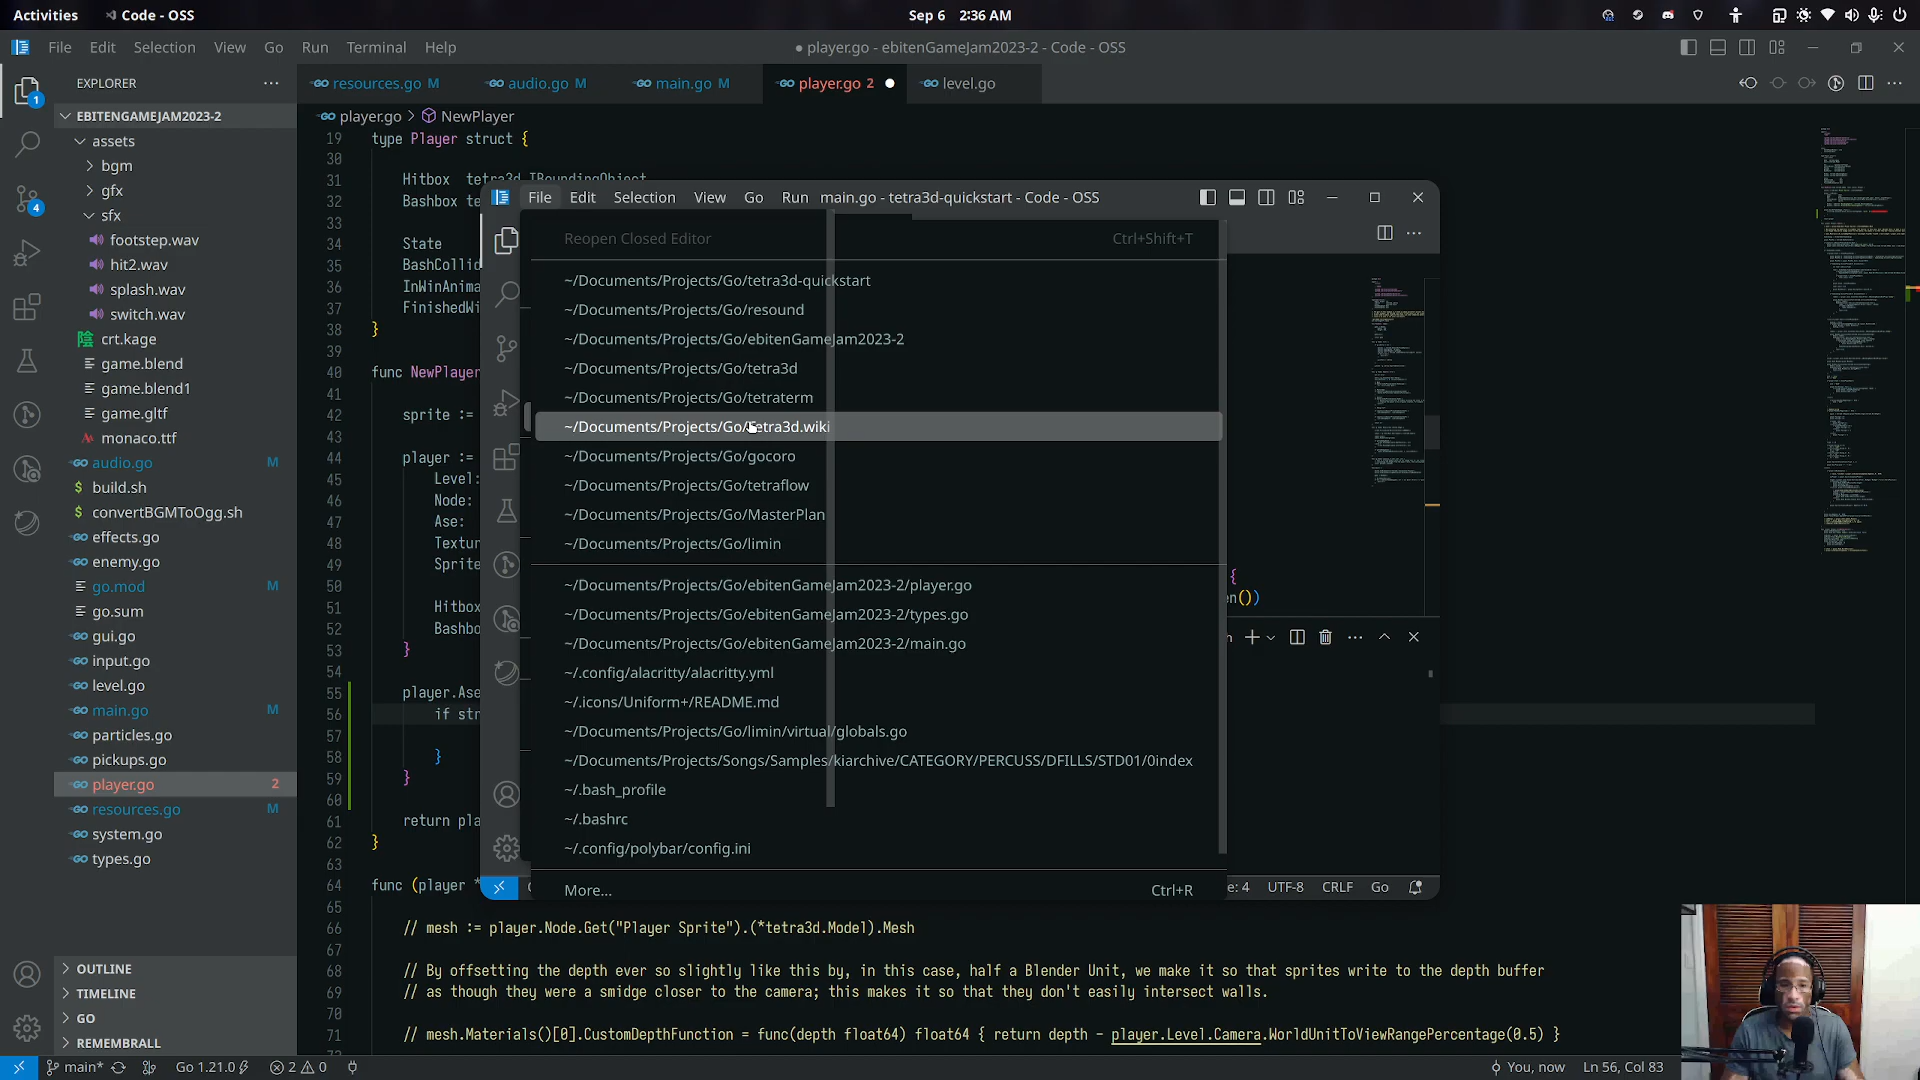 Activities
Code - OSS
Sep 6 2:36 AM
File Edit Selection View Go Run Terminal Help
● player.go - ebitenGameJam2023-2 - Code - OSS
EXPLORER
resources.go M
audio.go M
main.go M
player.go 2
level.go
EBITENGAMEJAM2023-2
assets
bgm
gfx
sfx
footstep.wav
hit2.wav
splash.wav
switch.wav
crt.kage
game.blend
game.blend1
game.gltf
monaco.ttf
audio.go M
build.sh
convertBGMToOgg.sh
effects.go
enemy.go
go.mod M
go.sum
gui.go
input.go
level.go
main.go M
particles.go
pickups.go
player.go 2
resources.go M
system.go
types.go
OUTLINE
TIMELINE
GO
REMEMBRALL
1
4
player.go > NewPlayer
19 type Player struct {
30
31 Hitbox tetra3d.IBoundingObject
32 Bashbox te
33
34 State
35 BashCollid
36 InWinAnima
37 FinishedWi
38 }
39
40 func NewPlayer
41
42 sprite :=
43
44 player :=
45 Level:
46 Node:
47 Ase:
48 Textur
49 Sprite
50
51 Hitbox
52 Bashbo
53 }
54
55 player.Ase
56 if str
57
58 }
59 }
60
61 return pla
62 }
63
64 func (player *
65
66 // mesh := player.Node.Get("Player Sprite").(*tetra3d.Model).Mesh
67
68 // By offsetting the depth ever so slightly like this by, in this case, half a Blender Unit, we make it so that sprites write to the depth buffer
69 // as though they were a smidge closer to the camera; this makes it so that they don't easily intersect walls.
70
71 // mesh.Materials()[0].CustomDepthFunction = func(depth float64) float64 { return depth - player.Level.Camera.WorldUnitToViewRangePercentage(0.5) }
File Edit Selection View Go Run main.go - tetra3d-quickstart - Code - OSS
Reopen Closed Editor Ctrl+Shift+T
~/Documents/Projects/Go/tetra3d-quickstart
~/Documents/Projects/Go/resound
~/Documents/Projects/Go/ebitenGameJam2023-2
~/Documents/Projects/Go/tetra3d
~/Documents/Projects/Go/tetraterm
~/Documents/Projects/Go/tetra3d.wiki
~/Documents/Projects/Go/gocoro
~/Documents/Projects/Go/tetraflow
~/Documents/Projects/Go/MasterPlan
~/Documents/Projects/Go/limin
~/Documents/Projects/Go/ebitenGameJam2023-2/player.go
~/Documents/Projects/Go/ebitenGameJam2023-2/types.go
~/Documents/Projects/Go/ebitenGameJam2023-2/main.go
~/.config/alacritty/alacritty.yml
~/.icons/Uniform+/README.md
~/Documents/Projects/Go/limin/virtual/globals.go
~/Documents/Projects/Songs/Samples/kiarchive/CATEGORY/PERCUSS/DFILLS/STD01/0index
~/.bash_profile
~/.bashrc
~/.config/polybar/config.ini
More... Ctrl+R
{
en())
e: 4 UTF-8 CRLF Go
main* Go 1.21.0 2 0
You, now Ln 56, Col 83